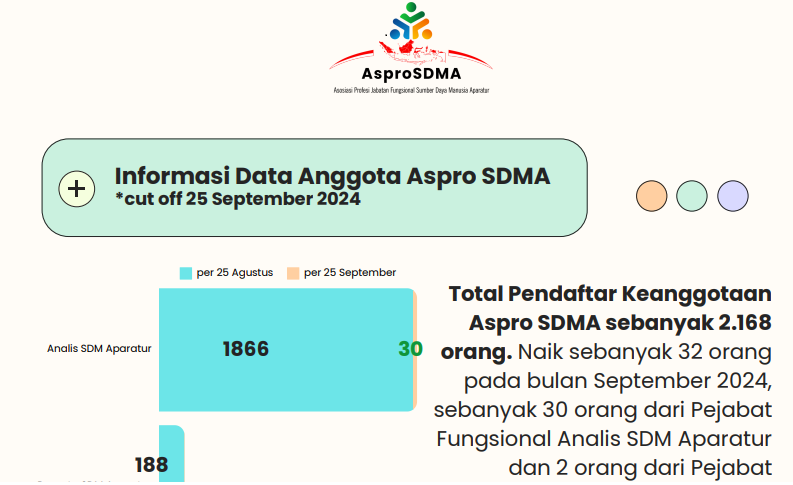 AsproSDMA
Asosiasi Profesi Jabatan Fungsional Sumber Daya Manusia Aparatur
Informasi Data Anggota Aspro SDMA
*cut off 25 September 2024
per 25 Agustus
per 25 September
Analis SDM Aparatur
1866
30
188
Total Pendaftar Keanggotaan
Aspro SDMA sebanyak 2.168
orang. Naik sebanyak 32 orang
pada bulan September 2024,
sebanyak 30 orang dari Pejabat
Fungsional Analis SDM Aparatur
dan 2 orang dari Pejabat